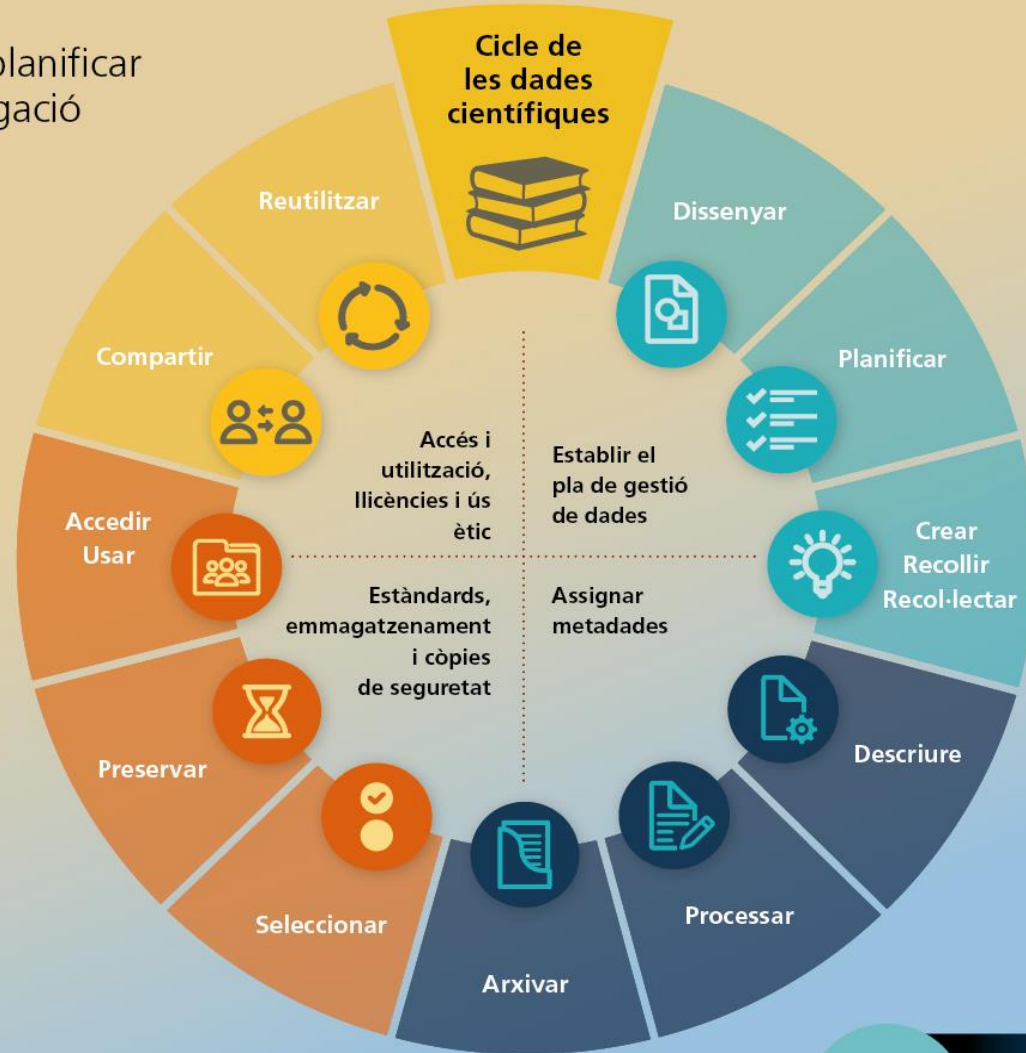 planificar
gació
Cicle de
les dades
científiques
Dissenyar
Planificar
Crear
Recollir
Recol·lectar
Descriure
Processar
Arxivar
Seleccionar
Preservar
Accedir
Usar
Compartir
Reutilitzar
Accés i
utilització,
llicències i ús
ètic
Establir el
pla de gestió
de dades
Estàndards,
emmagatzenament
i còpies
de seguretat
Assignar
metadades